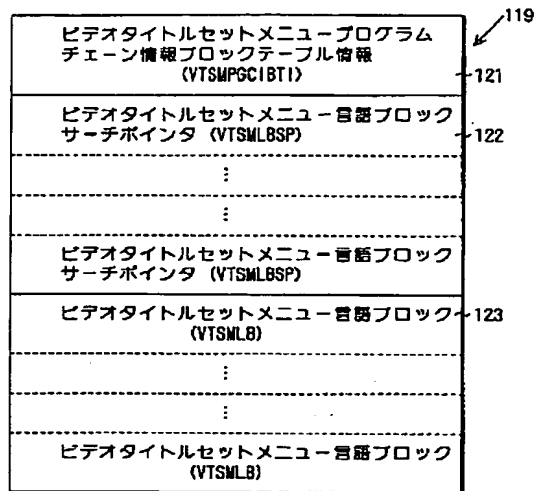 119
ビデオタイトルセットメニュープログラム
チェーン情報ブロックテーブル情報
(VTSMPGCIBTI)
121
ビデオタイトルセットメニュー言語ブロック
サーチポインタ (VTSMLBSP)
122
⋮
⋮
ビデオタイトルセットメニュー言語ブロック
サーチポインタ (VTSMLBSP)
ビデオタイトルセットメニュー言語ブロック
123
(VTSMLB)
⋮
⋮
ビデオタイトルセットメニュー言語ブロック
(VTSMLB)